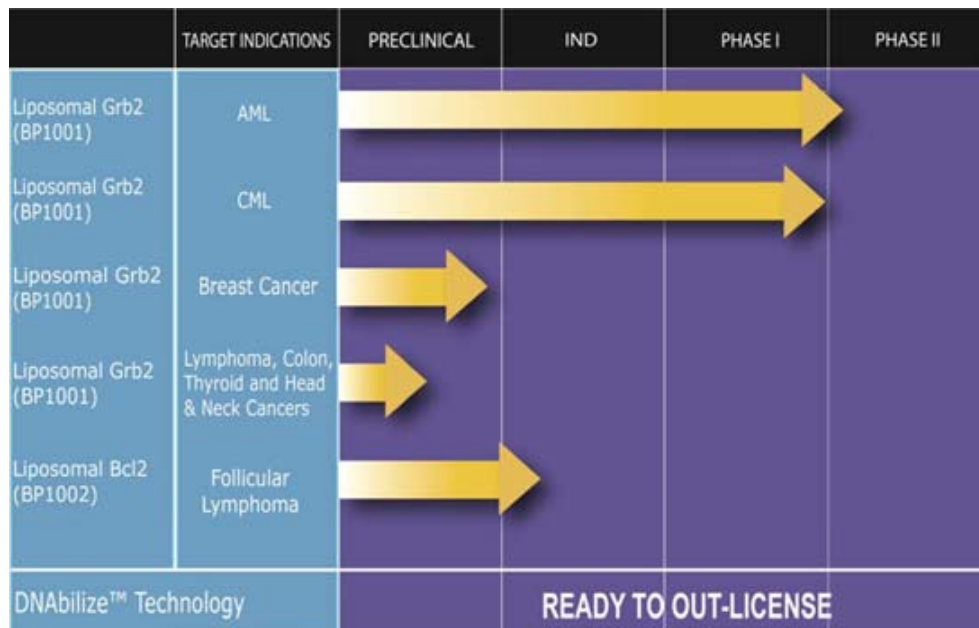 TARGET INDICATIONS PRECLINICAL IND PHASE I PHASE II
Liposomal Grb2
(BP1001)
AML
Liposomal Grb2
(BP1001)
CML
Liposomal Grb2
(BP1001)
Breast Cancer
Liposomal Grb2
(BP1001)
Lymphoma, Colon,
Thyroid and Head
& Neck Cancers
Liposomal Bcl2
(BP1002)
Follicular
Lymphoma
DNAbilize™ Technology
READY TO OUT-LICENSE